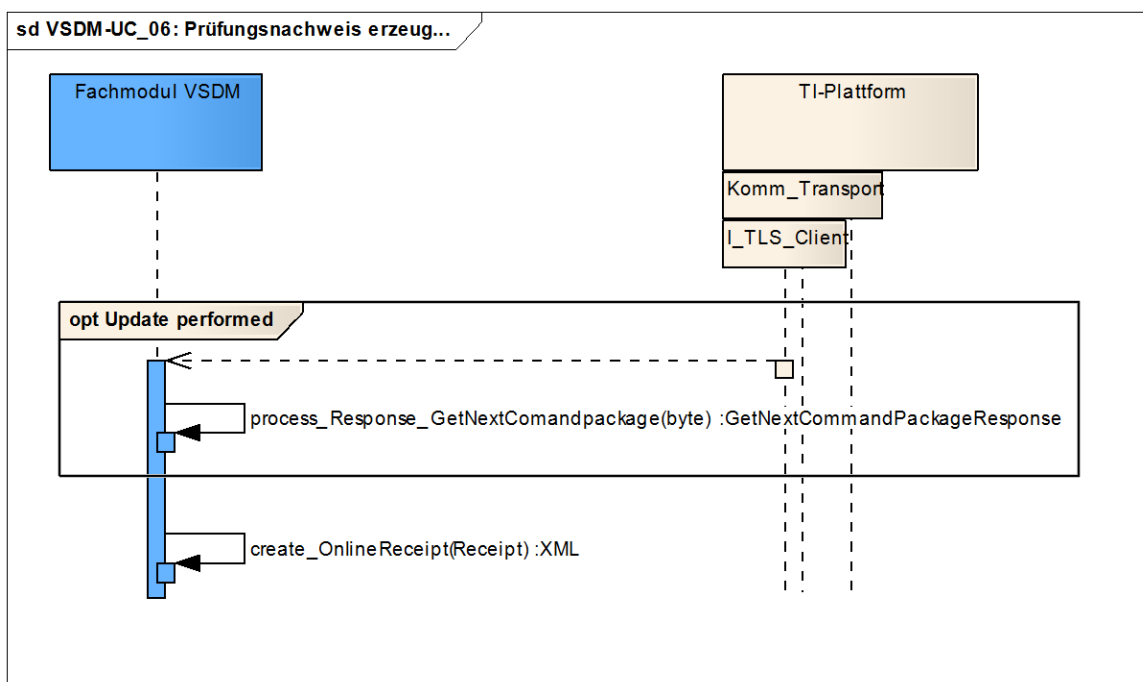 sd VSDM-UC_06: Prüfungsnachweis erzeug...
Fachmodul VSDM
TI-Plattform
Komm_Transport
I_TLS_Client
opt Update performed
process_Response_GetNextComandpackage(byte) :GetNextCommandPackageResponse
create_OnlineReceipt(Receipt) :XML